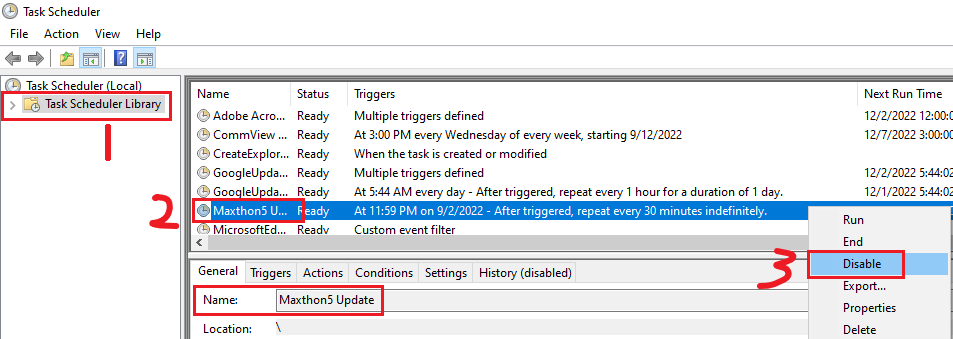 Task Scheduler
File Action View Help
Task Scheduler (Local)
Task Scheduler Library
1
Name Status Triggers Next Run Time
Adobe Acro... Ready Multiple triggers defined 12/2/2022 12:00:0
CommView ... Ready At 3:00 PM every Wednesday of every week, starting 9/12/2022 12/7/2022 3:00:00
CreateExplor... Ready When the task is created or modified
GoogleUpda... Ready Multiple triggers defined 12/2/2022 5:44:02
GoogleUpda... Ready At 5:44 AM every day - After triggered, repeat every 1 hour for a duration of 1 day. 12/1/2022 5:44:02
2
Maxthon5 U... Ready At 11:59 PM on 9/2/2022 - After triggered, repeat every 30 minutes indefinitely.
MicrosoftEd... Ready Custom event filter
Run
End
3
Disable
Export...
Properties
Delete
General Triggers Actions Conditions Settings History (disabled)
Name: Maxthon5 Update
Location: \